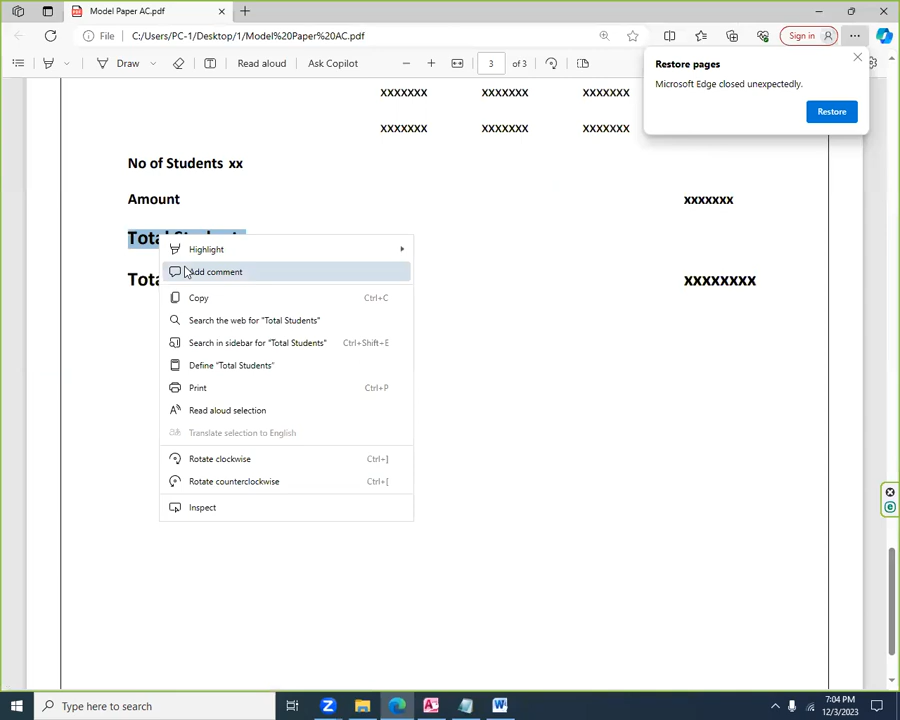 Model Paper AC.pdf
File
C:/Users/PC-1/Desktop/1/Model%20Paper%20AC.pdf
Sign in
Draw
Read aloud
Ask Copilot
3
of 3
Restore pages
Microsoft Edge closed unexpectedly.
Restore
xxxxxxx xxxxxxx xxxxxxx
xxxxxxx xxxxxxx xxxxxxx
No of Students xx
Amount xxxxxxx
Total
xxxxxxxx
Highlight
Add comment
Copy Ctrl+C
Search the web for "Total Students"
Search in sidebar for "Total Students" Ctrl+Shift+E
Define "Total Students"
Print Ctrl+P
Read aloud selection
Translate selection to English
Rotate clockwise Ctrl+]
Rotate counterclockwise Ctrl+[
Inspect
Type here to search
7:04 PM
12/3/2023